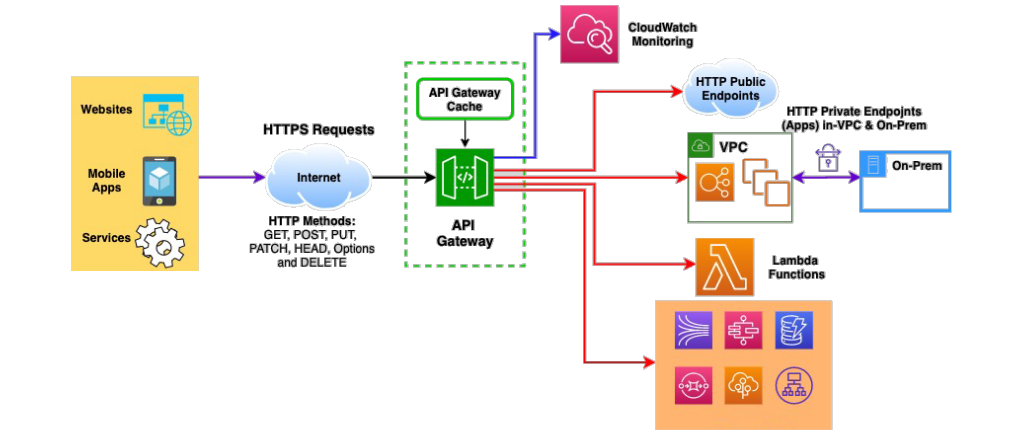 CloudWatch
Monitoring
HTTP Public
Endpoints
API Gateway
Cache
Websites
HTTPS Requests
HTTP Private Endpoints
(Apps) in-VPC & On-Prem
VPC
On-Prem
Mobile
Apps
Internet
</>
API
Gateway
HTTP Methods:
GET, POST, PUT,
PATCH, HEAD, Options
and DELETE
Services
Lambda
Functions